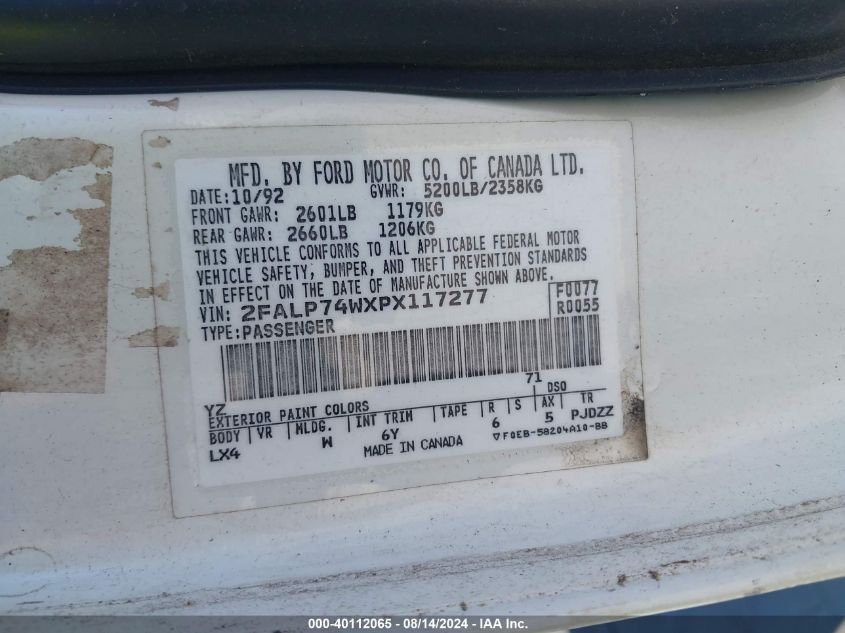 MFD. BY FORD MOTOR CO. OF CANADA LTD.
DATE: 10/92 GVWR: 5200LB/2358KG
FRONT GAWR: 2601LB 1179KG
REAR GAWR: 2660LB 1206KG
THIS VEHICLE CONFORMS TO ALL APPLICABLE FEDERAL MOTOR
VEHICLE SAFETY, BUMPER, AND THEFT PREVENTION STANDARDS
IN EFFECT ON THE DATE OF MANUFACTURE SHOWN ABOVE.
VIN: 2FALP74WXPX117277 F0077
TYPE: PASSENGER R0055
71
YZ DSO
EXTERIOR PAINT COLORS
BODY VR MLDG. INT TRIM TAPE R S AX TR
LX4 W 6Y 6 5 PJDZZ
MADE IN CANADA ▽F0EB-58204A10-BB
000-40112065 - 08/14/2024 - IAAI.com